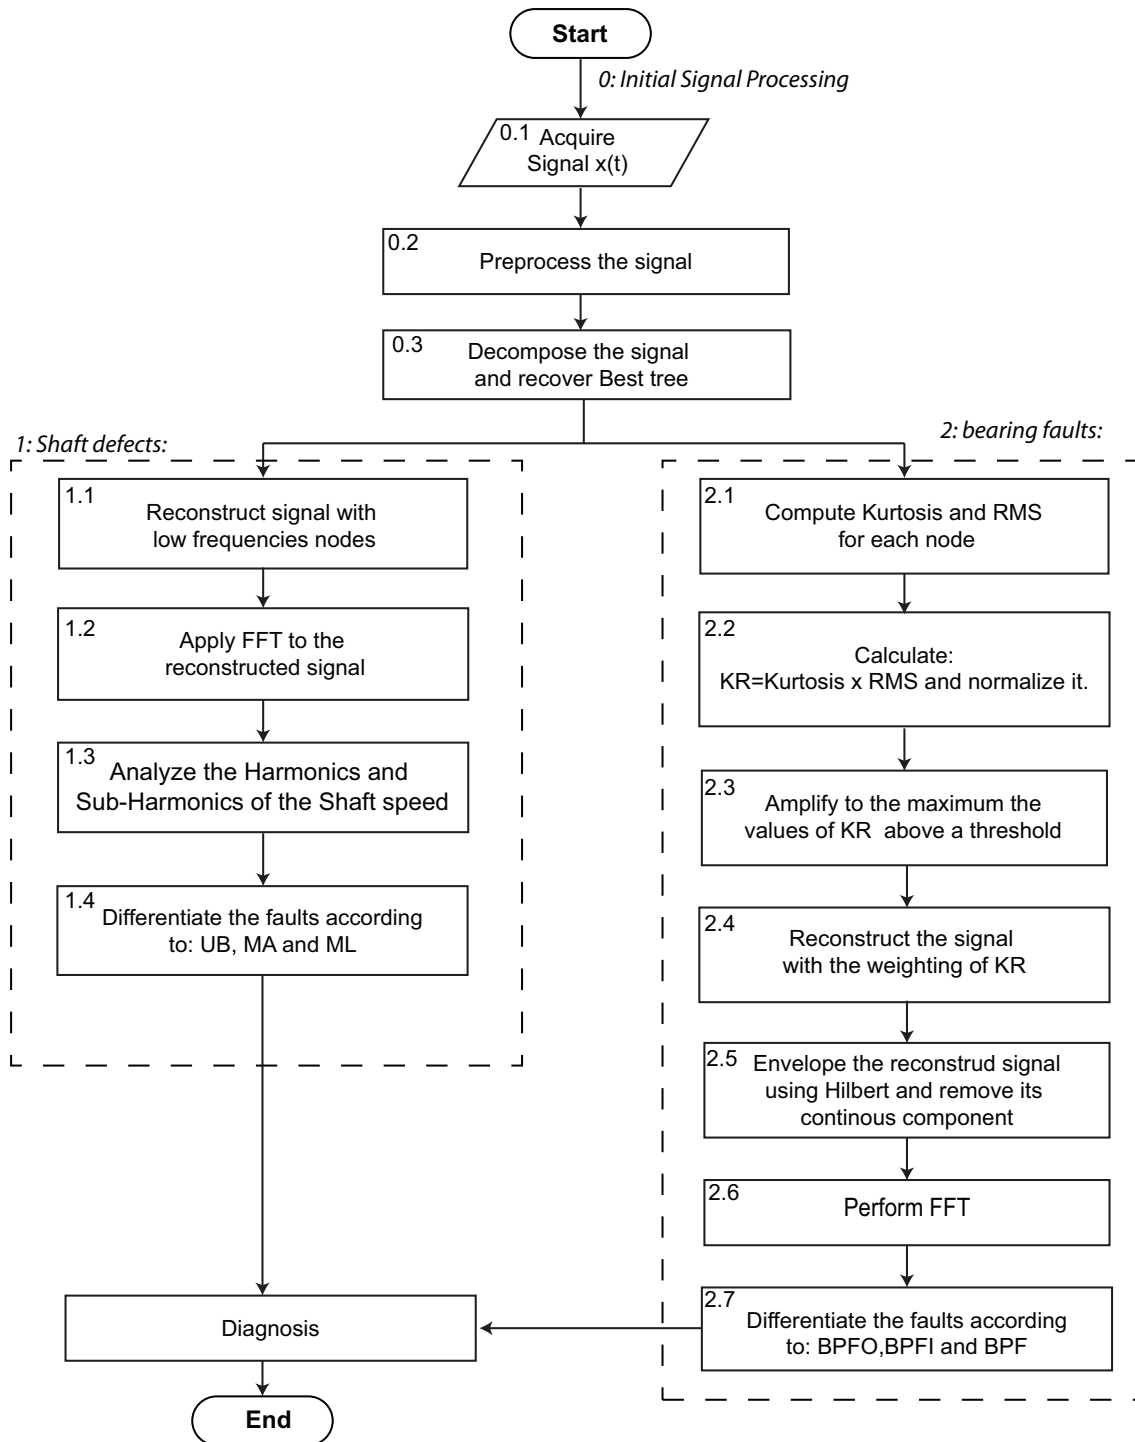 Start
0: Initial Signal Processing
0.1 Acquire
Signal x(t)
0.2
Preprocess the signal
0.3 Decompose the signal
and recover Best tree
1: Shaft defects:
1.1
Reconstruct signal with
low frequencies nodes
1.2
Apply FFT to the
reconstructed signal
1.3
Analyze the Harmonics and
Sub-Harmonics of the Shaft speed
1.4
Differentiate the faults according
to: UB, MA and ML
2: bearing faults:
2.1
Compute Kurtosis and RMS
for each node
2.2
Calculate:
KR=Kurtosis x RMS and normalize it.
2.3
Amplify to the maximum the
values of KR above a threshold
2.4
Reconstruct the signal
with the weighting of KR
2.5 Envelope the reconstrud signal
using Hilbert and remove its
continous component
2.6
Perform FFT
2.7
Differentiate the faults according
to: BPFO,BPFI and BPF
Diagnosis
End